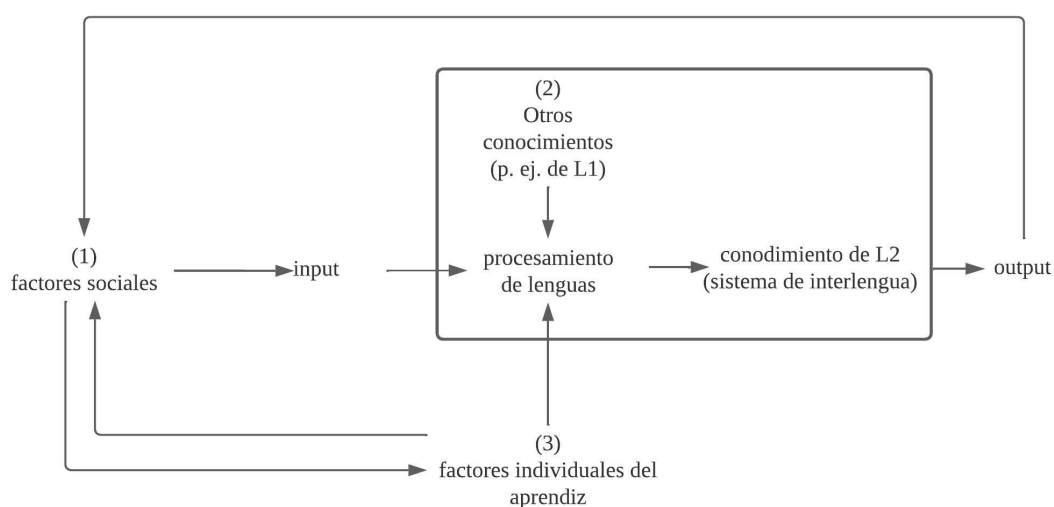 (2)
Otros
conocimientos
(p. ej. de L1)
(1)
factores sociales
input
procesamiento
de lenguas
conodimiento de L2
(sistema de interlengua)
output
(3)
factores individuales del
aprendiz